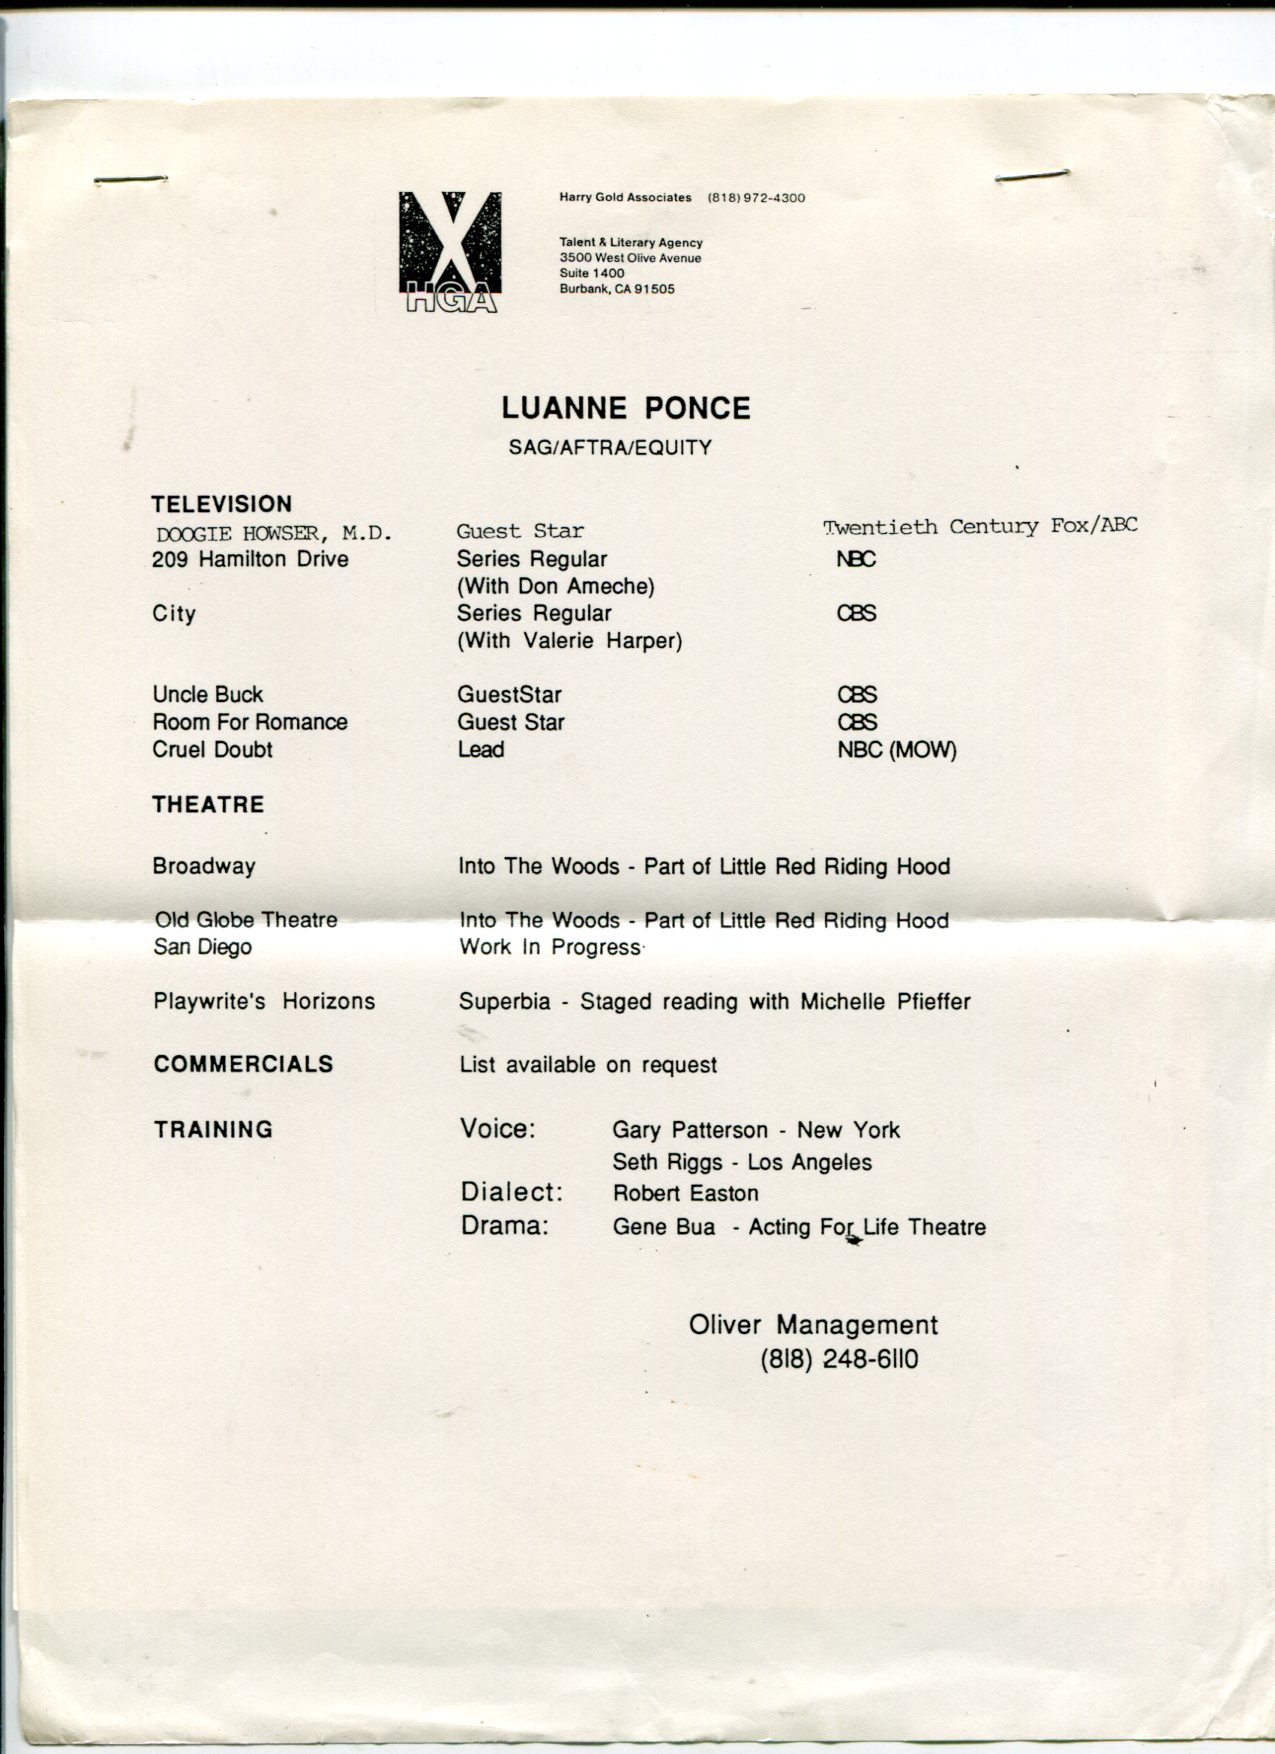 HGA
Harry Gold Associates (818) 972-4300
Talent & Literary Agency
3500 West Olive Avenue
Suite 1400
Burbank, CA 91505
LUANNE PONCE
SAG/AFTRA/EQUITY
TELEVISION
DOOGIE HOWSER, M.D. Guest Star Twentieth Century Fox/ABC
209 Hamilton Drive Series Regular NBC
(With Don Ameche)
City Series Regular CBS
(With Valerie Harper)
Uncle Buck GuestStar CBS
Room For Romance Guest Star CBS
Cruel Doubt Lead NBC (MOW)
THEATRE
Broadway Into The Woods - Part of Little Red Riding Hood
Old Globe Theatre Into The Woods - Part of Little Red Riding Hood
San Diego Work In Progress
Playwrite's Horizons Superbia - Staged reading with Michelle Pfieffer
COMMERCIALS List available on request
TRAINING Voice: Gary Patterson - New York
Seth Riggs - Los Angeles
Dialect: Robert Easton
Drama: Gene Bua - Acting For Life Theatre
Oliver Management
(818) 248-6110